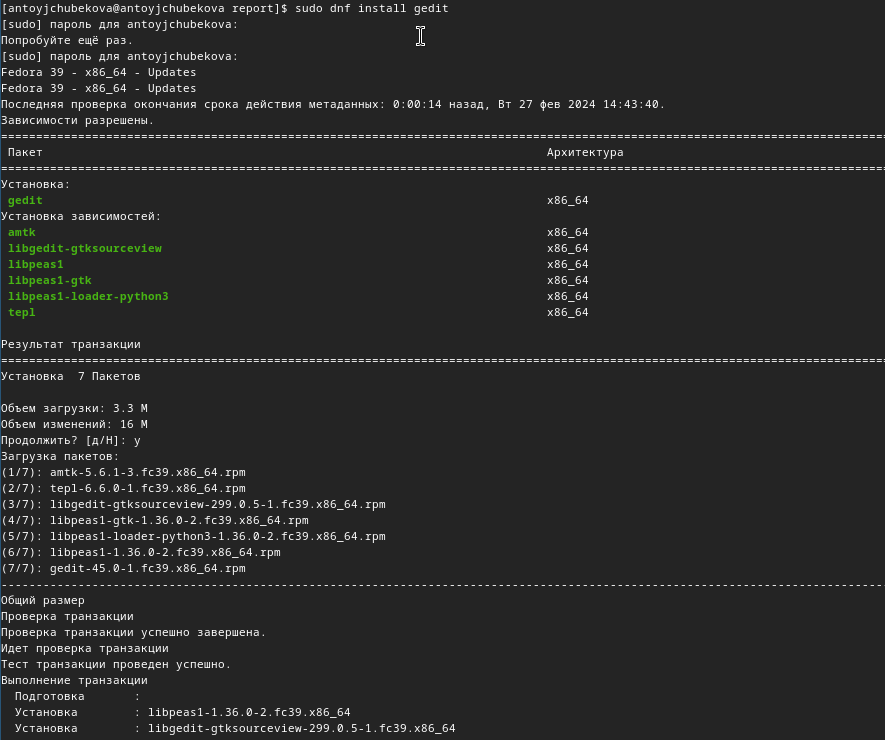 [antoyjchubekova@antoyjchubekova report]$ sudo dnf install gedit
[sudo] пароль для antoyjchubekova:
Попробуйте ещё раз.
[sudo] пароль для antoyjchubekova:
Fedora 39 - x86_64 - Updates
Fedora 39 - x86_64 - Updates
Последняя проверка окончания срока действия метаданных: 0:00:14 назад, Вт 27 фев 2024 14:43:40.
Зависимости разрешены.
Пакет Архитектура
Установка:
gedit x86_64
Установка зависимостей:
amtk x86_64
libgedit-gtksourceview x86_64
libpeas1 x86_64
libpeas1-gtk x86_64
libpeas1-loader-python3 x86_64
tepl x86_64
Результат транзакции
Установка 7 Пакетов
Объем загрузки: 3.3 M
Объем изменений: 16 M
Продолжить? [д/Н]: y
Загрузка пакетов:
(1/7): amtk-5.6.1-3.fc39.x86_64.rpm
(2/7): tepl-6.6.0-1.fc39.x86_64.rpm
(3/7): libgedit-gtksourceview-299.0.5-1.fc39.x86_64.rpm
(4/7): libpeas1-gtk-1.36.0-2.fc39.x86_64.rpm
(5/7): libpeas1-loader-python3-1.36.0-2.fc39.x86_64.rpm
(6/7): libpeas1-1.36.0-2.fc39.x86_64.rpm
(7/7): gedit-45.0-1.fc39.x86_64.rpm
Общий размер
Проверка транзакции
Проверка транзакции успешно завершена.
Идет проверка транзакции
Тест транзакции проведен успешно.
Выполнение транзакции
Подготовка :
Установка : libpeas1-1.36.0-2.fc39.x86_64
Установка : libgedit-gtksourceview-299.0.5-1.fc39.x86_64